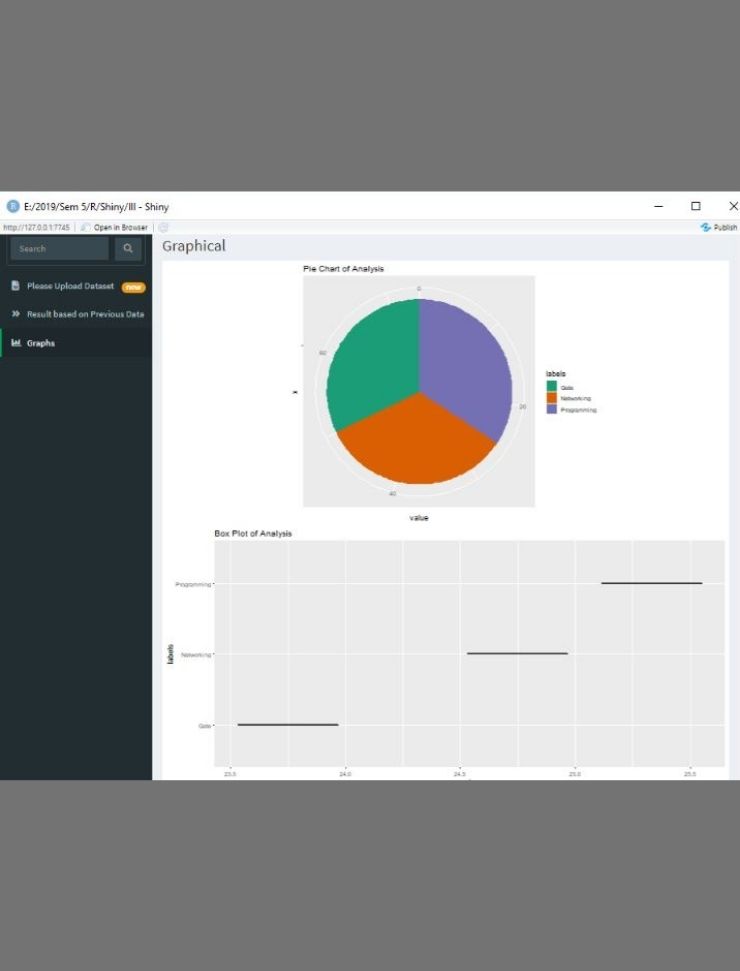 R E:/2019/Sem 5/R/Shiny/III - Shiny
http://127.0.0.1:7745 Open in Browser Publish
Search
Graphical
Please Upload Dataset new
Result based on Previous Data
Graphs
Pie Chart of Analysis
0
60
20
40
x
value
labels
Gate
Networking
Programming
Box Plot of Analysis
Programming
Networking
Gate
labels
23.5 24.0 24.5 25.0 25.5